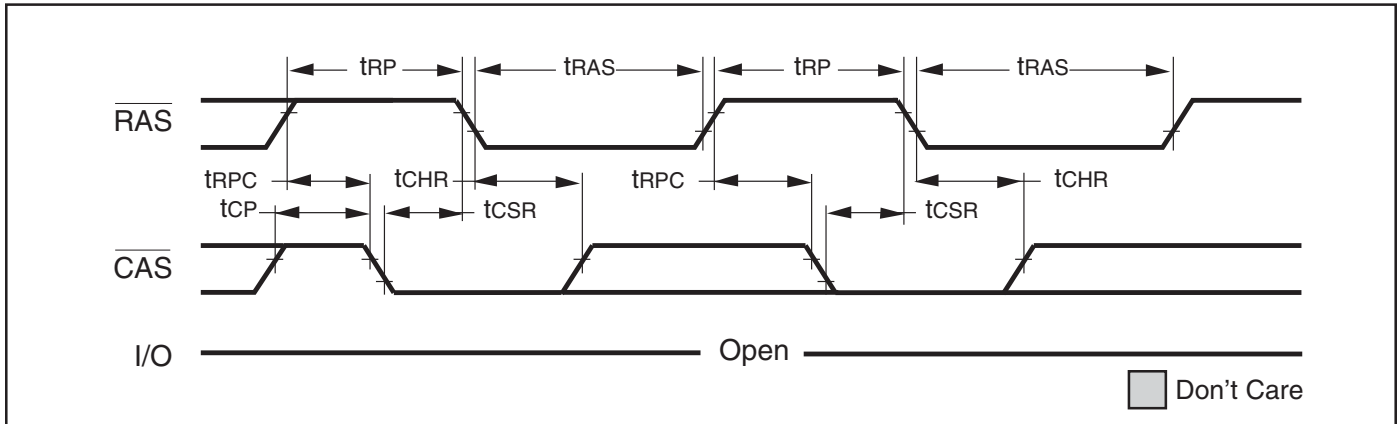 tRP tRAS tRP tRAS
RAS
tRPC tCHR tRPC tCHR
tCP tCSR tCSR
CAS
I/O Open
Don't Care